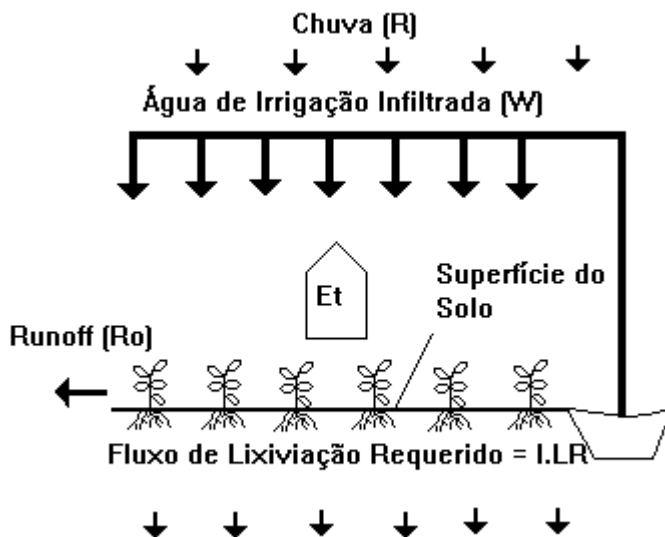 Chuva (R)
Água de Irrigação Infiltrada (W)
Et
Superfície do
Solo
Runoff (Ro)
Fluxo de Lixiviação Requerido = I.LR